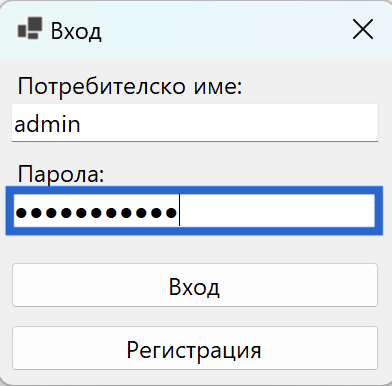 Вход
Потребителско име:
admin
Парола:
●●●●●●●●●●●
Вход
Регистрация